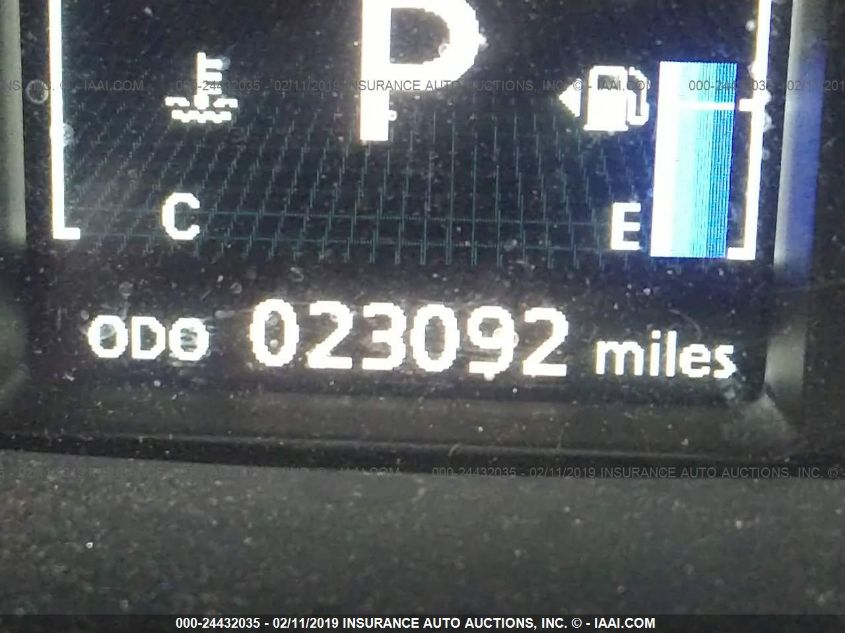 P
C
E
ODO 023092 miles
000-24432035 - 02/11/2019 INSURANCE AUTO AUCTIONS, INC. © - IAAI.COM